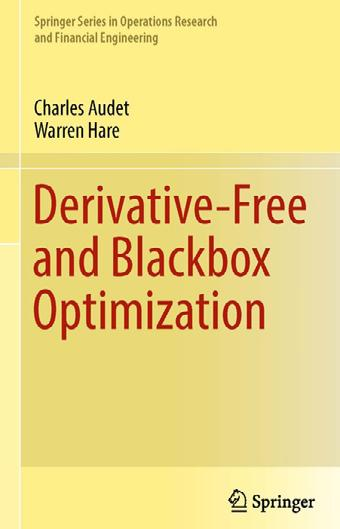 Springer Series in Operations Research
and Financial Engineering
Charles Audet
Warren Hare
Derivative-Free
and Blackbox
Optimization
Springer